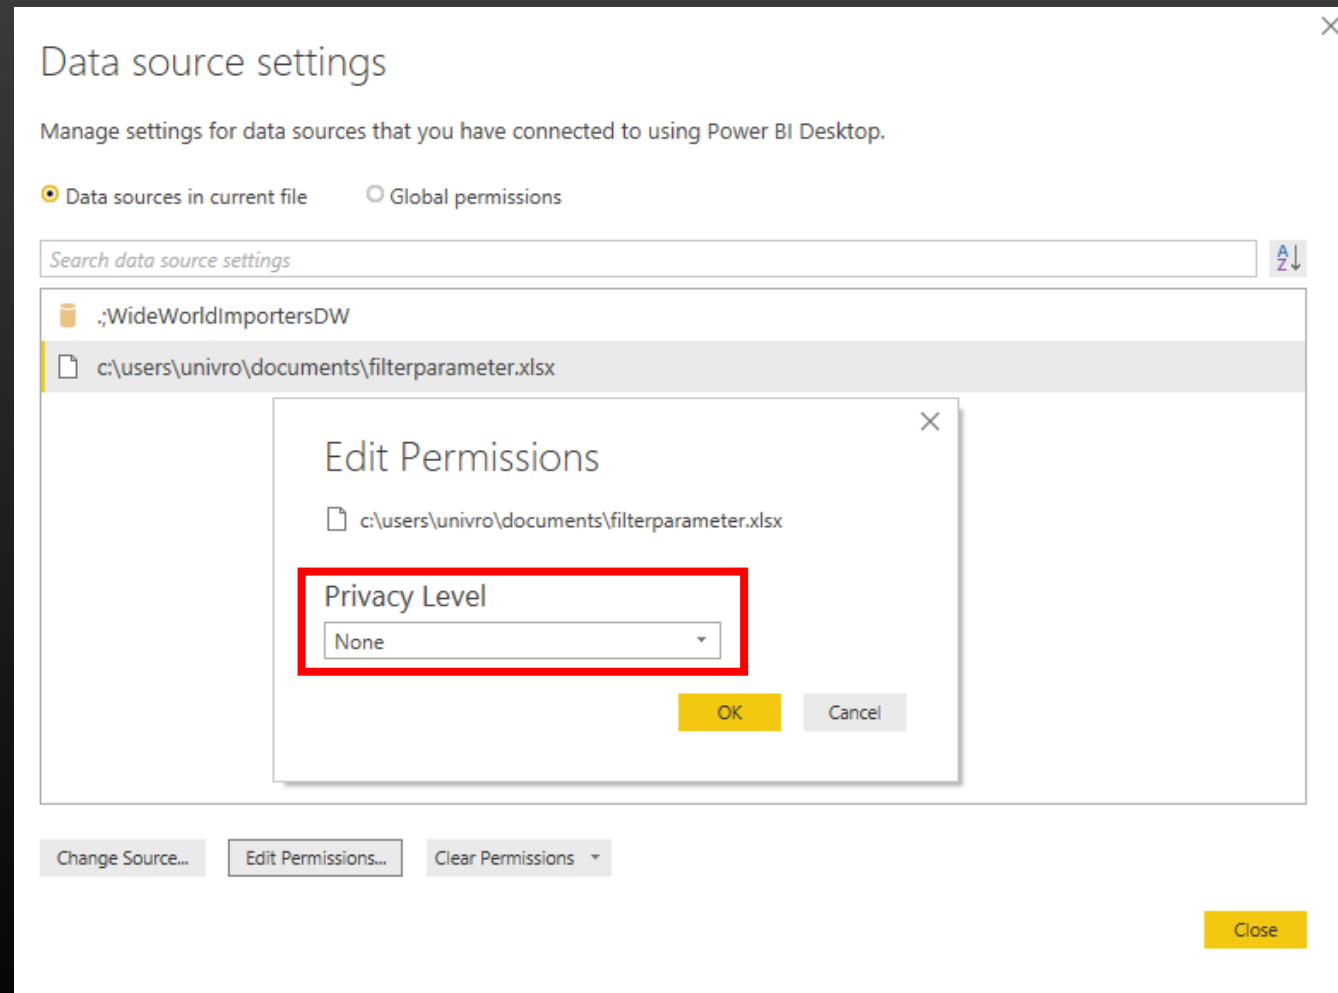 Data source settings
Manage settings for data sources that you have connected to using Power BI Desktop.
Data sources in current file
Global permissions
Search data source settings
AZ
.;WideWorldImportersDW
c:\users\univro\documents\filterparameter.xlsx
Edit Permissions
c:\users\univro\documents\filterparameter.xlsx
Privacy Level
None
OK
Cancel
Change Source...
Edit Permissions...
Clear Permissions
Close